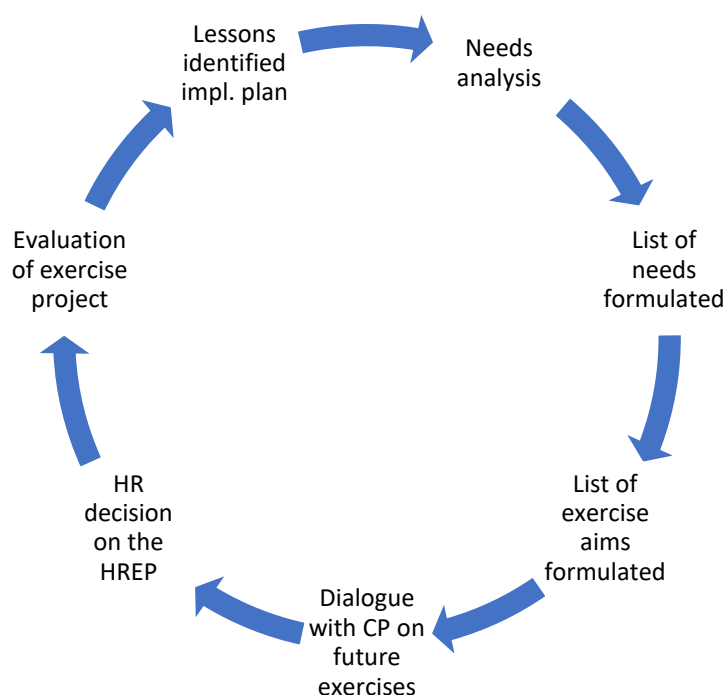 Lessons
identified
impl. plan
Needs
analysis
List of
needs
formulated
List of
exercise
aims
formulated
Dialogue
with CP on
future
exercises
HR
decision
on the
HREP
Evaluation
of exercise
project